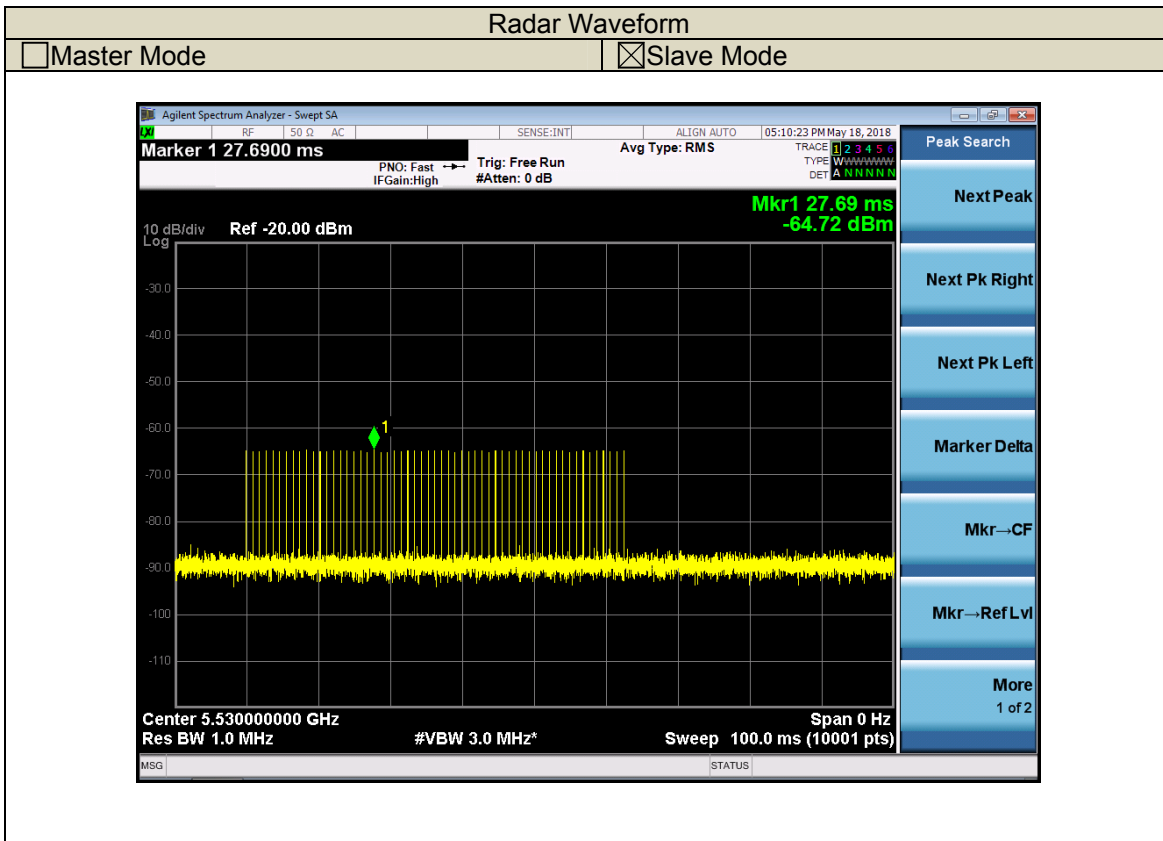 Radar Waveform
☐Master Mode ☒Slave Mode
Agilent Spectrum Analyzer - Swept SA
LXI RF 50 Ω AC SENSE:INT ALIGN AUTO 05:10:23 PM May 18, 2018
Marker 1 27.6900 ms
PNO: Fast
IFGain:High
Trig: Free Run
#Atten: 0 dB
Avg Type: RMS
TRACE 1 2 3 4 5 6
TYPE WWWWWW
DET A N N N N N
Mkr1 27.69 ms
-64.72 dBm
10 dB/div Ref -20.00 dBm
Log
-30.0
-40.0
-50.0
-60.0
-70.0
-80.0
-90.0
-100
-110
1
Center 5.530000000 GHz Span 0 Hz
Res BW 1.0 MHz #VBW 3.0 MHz* Sweep 100.0 ms (10001 pts)
MSG STATUS
Peak Search
Next Peak
Next Pk Right
Next Pk Left
Marker Delta
Mkr→CF
Mkr→Ref Lvl
More
1 of 2